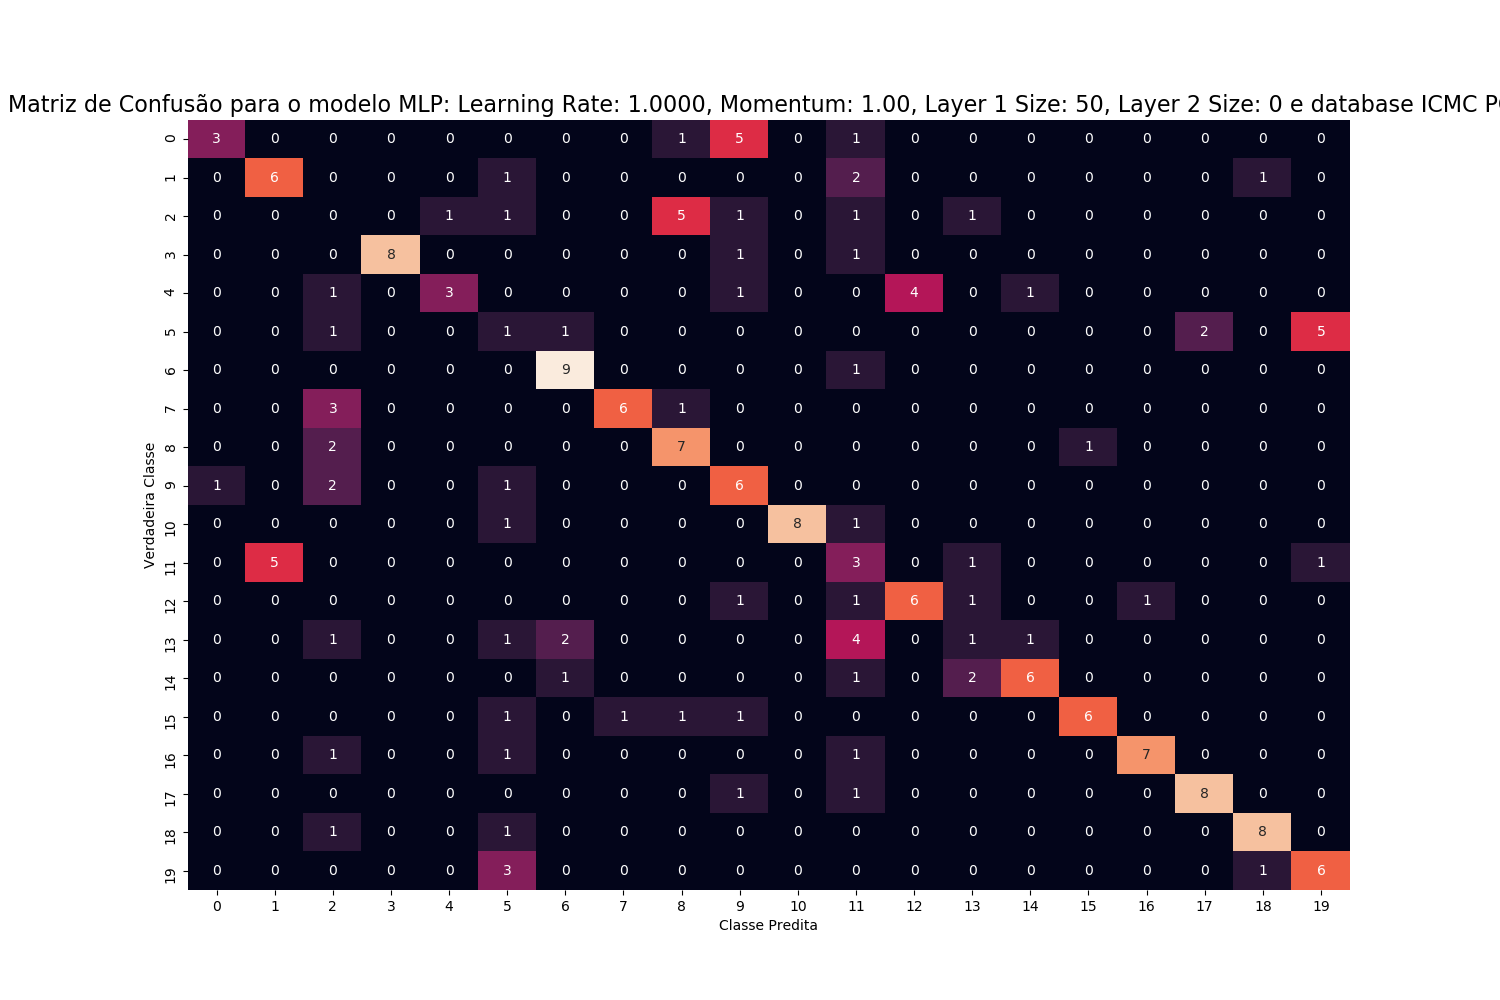 Matriz de Confusão para o modelo MLP: Learning Rate: 1.0000, Momentum: 1.00, Layer 1 Size: 50, Layer 2 Size: 0 e database ICMC
Verdadeira Classe
0 3 0 0 0 0 0 0 0 1 5 0 1 0 0 0 0 0 0 0 0
1 0 6 0 0 0 1 0 0 0 0 0 2 0 0 0 0 0 0 1 0
2 0 0 0 0 1 1 0 0 5 1 0 1 0 1 0 0 0 0 0 0
3 0 0 0 8 0 0 0 0 0 1 0 1 0 0 0 0 0 0 0 0
4 0 0 1 0 3 0 0 0 0 1 0 0 4 0 1 0 0 0 0 0
5 0 0 1 0 0 1 1 0 0 0 0 0 0 0 0 0 0 2 0 5
6 0 0 0 0 0 0 9 0 0 0 0 1 0 0 0 0 0 0 0 0
7 0 0 3 0 0 0 0 6 1 0 0 0 0 0 0 0 0 0 0 0
8 0 0 2 0 0 0 0 0 7 0 0 0 0 0 0 1 0 0 0 0
9 1 0 2 0 0 1 0 0 0 6 0 0 0 0 0 0 0 0 0 0
10 0 0 0 0 0 1 0 0 0 0 8 1 0 0 0 0 0 0 0 0
11 0 5 0 0 0 0 0 0 0 0 0 3 0 1 0 0 0 0 0 1
12 0 0 0 0 0 0 0 0 0 1 0 1 6 1 0 0 1 0 0 0
13 0 0 1 0 0 1 2 0 0 0 0 4 0 1 1 0 0 0 0 0
14 0 0 0 0 0 0 1 0 0 0 0 1 0 2 6 0 0 0 0 0
15 0 0 0 0 0 1 0 1 1 1 0 0 0 0 0 6 0 0 0 0
16 0 0 1 0 0 1 0 0 0 0 0 1 0 0 0 0 7 0 0 0
17 0 0 0 0 0 0 0 0 0 1 0 1 0 0 0 0 0 8 0 0
18 0 0 1 0 0 1 0 0 0 0 0 0 0 0 0 0 0 0 8 0
19 0 0 0 0 0 3 0 0 0 0 0 0 0 0 0 0 0 0 1 6
0 1 2 3 4 5 6 7 8 9 10 11 12 13 14 15 16 17 18 19
Classe Predita